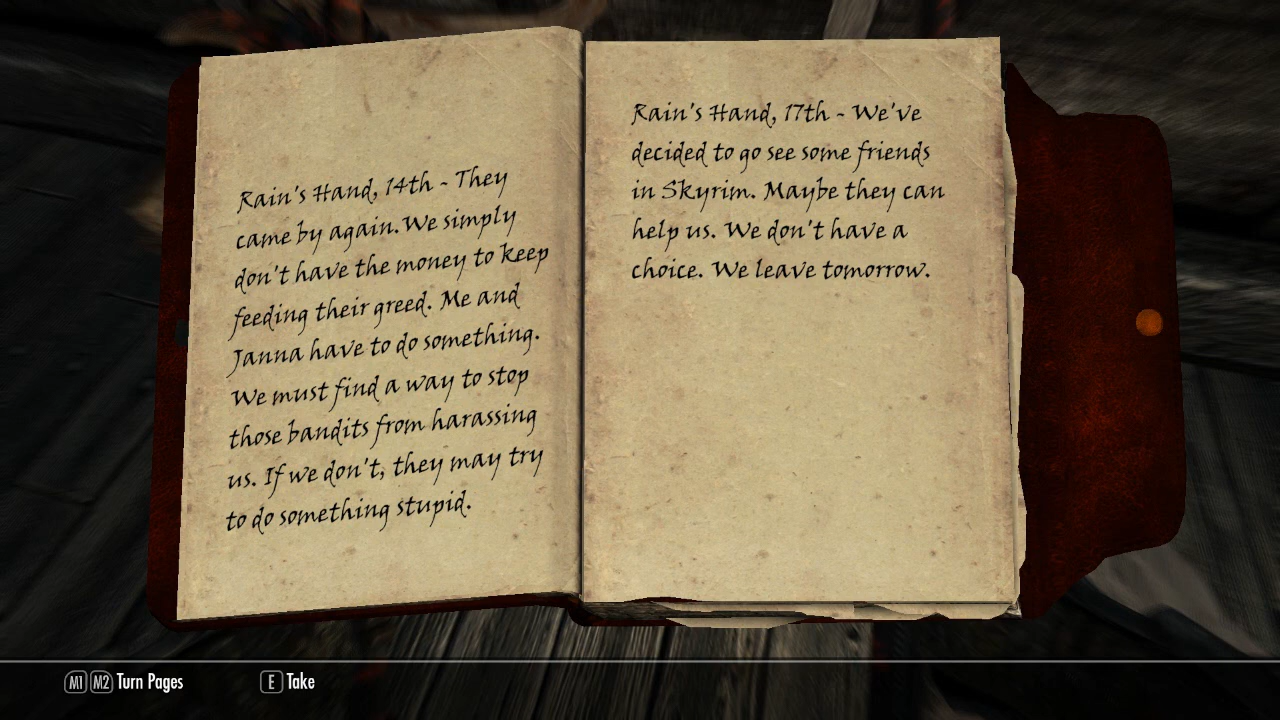 Rain's Hand, 14th - They
came by again.We simply
don't have the money to keep
feeding their greed. Me and
Janna have to do something.
We must find a way to stop
those bandits from harassing
us. If we don't, they may try
to do something stupid.
Rain's Hand, 17th - We've
decided to go see some friends
in Skyrim. Maybe they can
help us. We don't have a
choice. We leave tomorrow.
M1 M2 Turn Pages
E Take